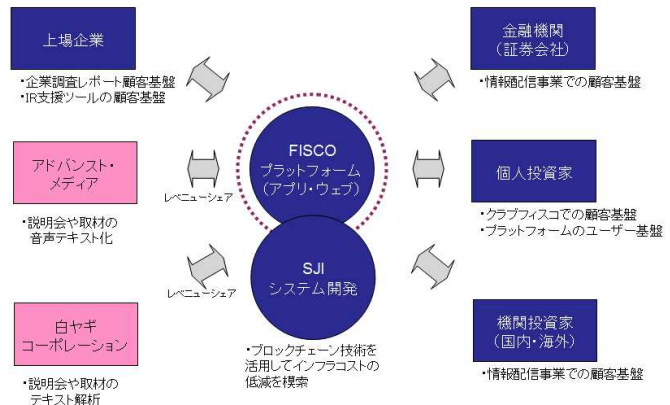 上場企業
・企業調査レポート顧客基盤
・IR支援ツールの顧客基盤
アドバンスト・
メディア
・説明会や取材の
音声テキスト化
白ヤギ
コーポレーション
・説明会や取材の
テキスト解析
レベニューシェア
レベニューシェア
FISCO
プラットフォーム
(アプリ・ウェブ)
SJI
システム開発
・ブロックチェーン技術を
活用してインフラコストの
低減を模索
金融機関
(証券会社)
・情報配信事業での顧客基盤
個人投資家
・クラブフィスコでの顧客基盤
・プラットフォームのユーザー基盤
機関投資家
(国内・海外)
・情報配信事業での顧客基盤